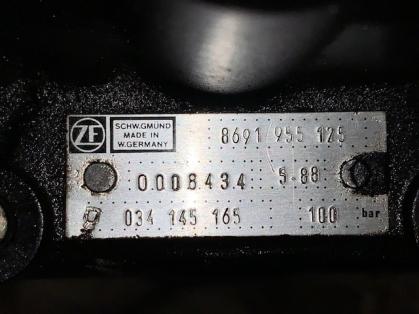 ZF SCHW.GMUND
MADE IN
W.GERMANY
8691 955 125
0008434 5.88
034 145 165 100 bar